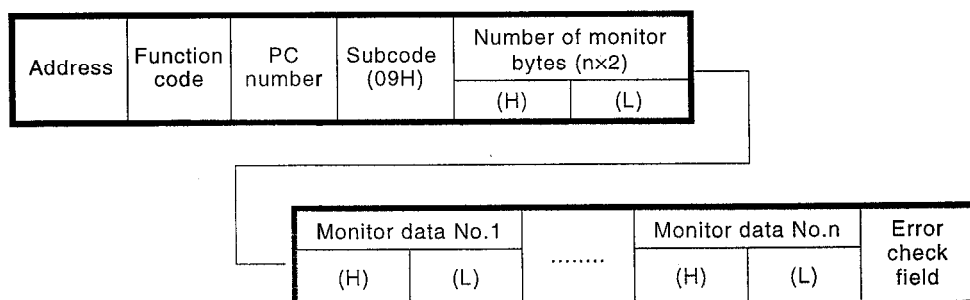 Address
Function
code
PC
number
Subcode
(09H)
Number of monitor
bytes (n×2)
(H)
(L)
Monitor data No.1
(H)
(L)
........
Monitor data No.n
(H)
(L)
Error
check
field